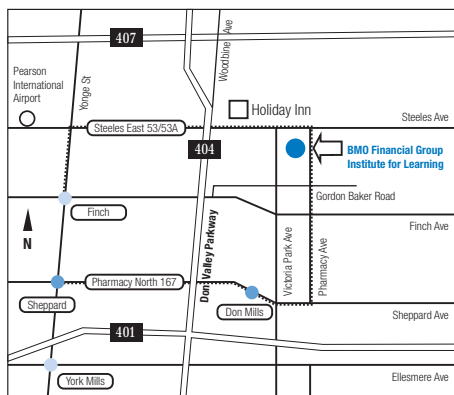 407
Woodbine Ave
Pearson
International
Airport
Yonge St
Holiday Inn
Steeles Ave
Steeles East 53/53A
404
BMO Financial Group
Institute for Learning
Gordon Baker Road
Finch
Finch Ave
N
Don Valley Parkway
Victoria Park Ave
Pharmacy Ave
Pharmacy North 167
Sheppard
Don Mills
Sheppard Ave
401
York Mills
Ellesmere Ave